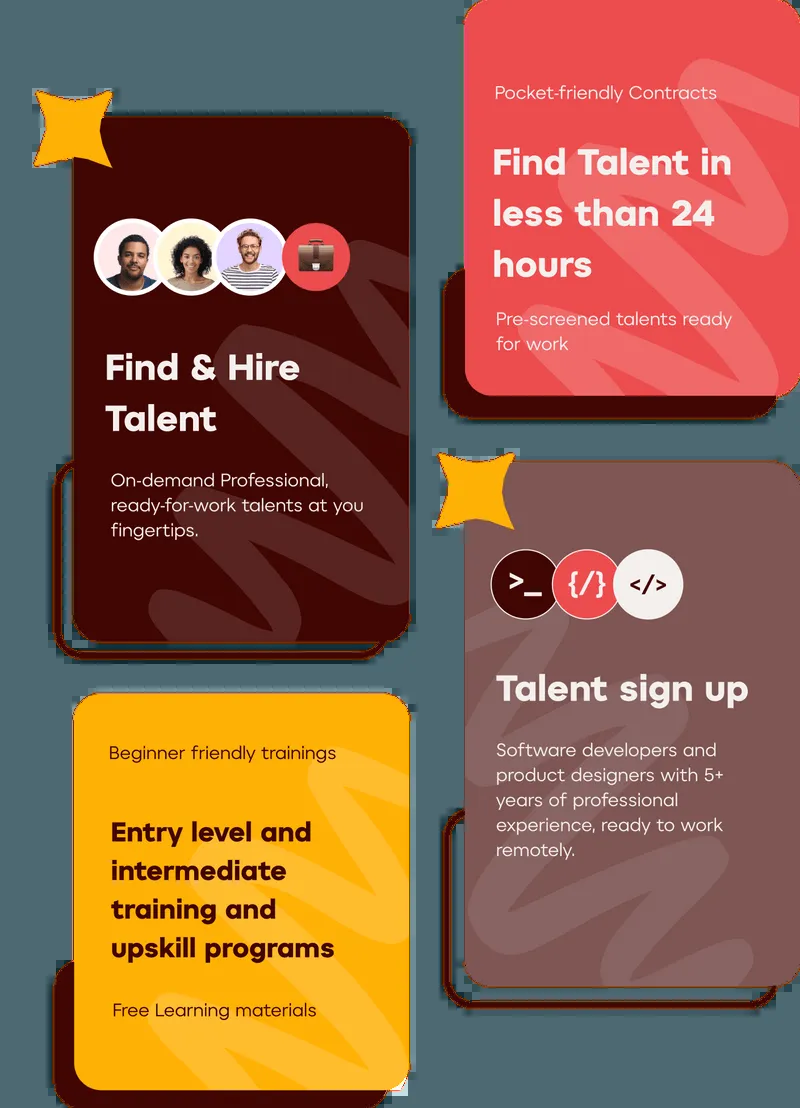 Pocket-friendly Contracts
Find Talent in
less than 24
hours
Pre-screened talents ready
for work
Find & Hire
Talent
On-demand Professional,
ready-for-work talents at you
fingertips.
>_
{/}
</>
Talent sign up
Software developers and
product designers with 5+
years of professional
experience, ready to work
remotely.
Beginner friendly trainings
Entry level and
intermediate
training and
upskill programs
Free Learning materials